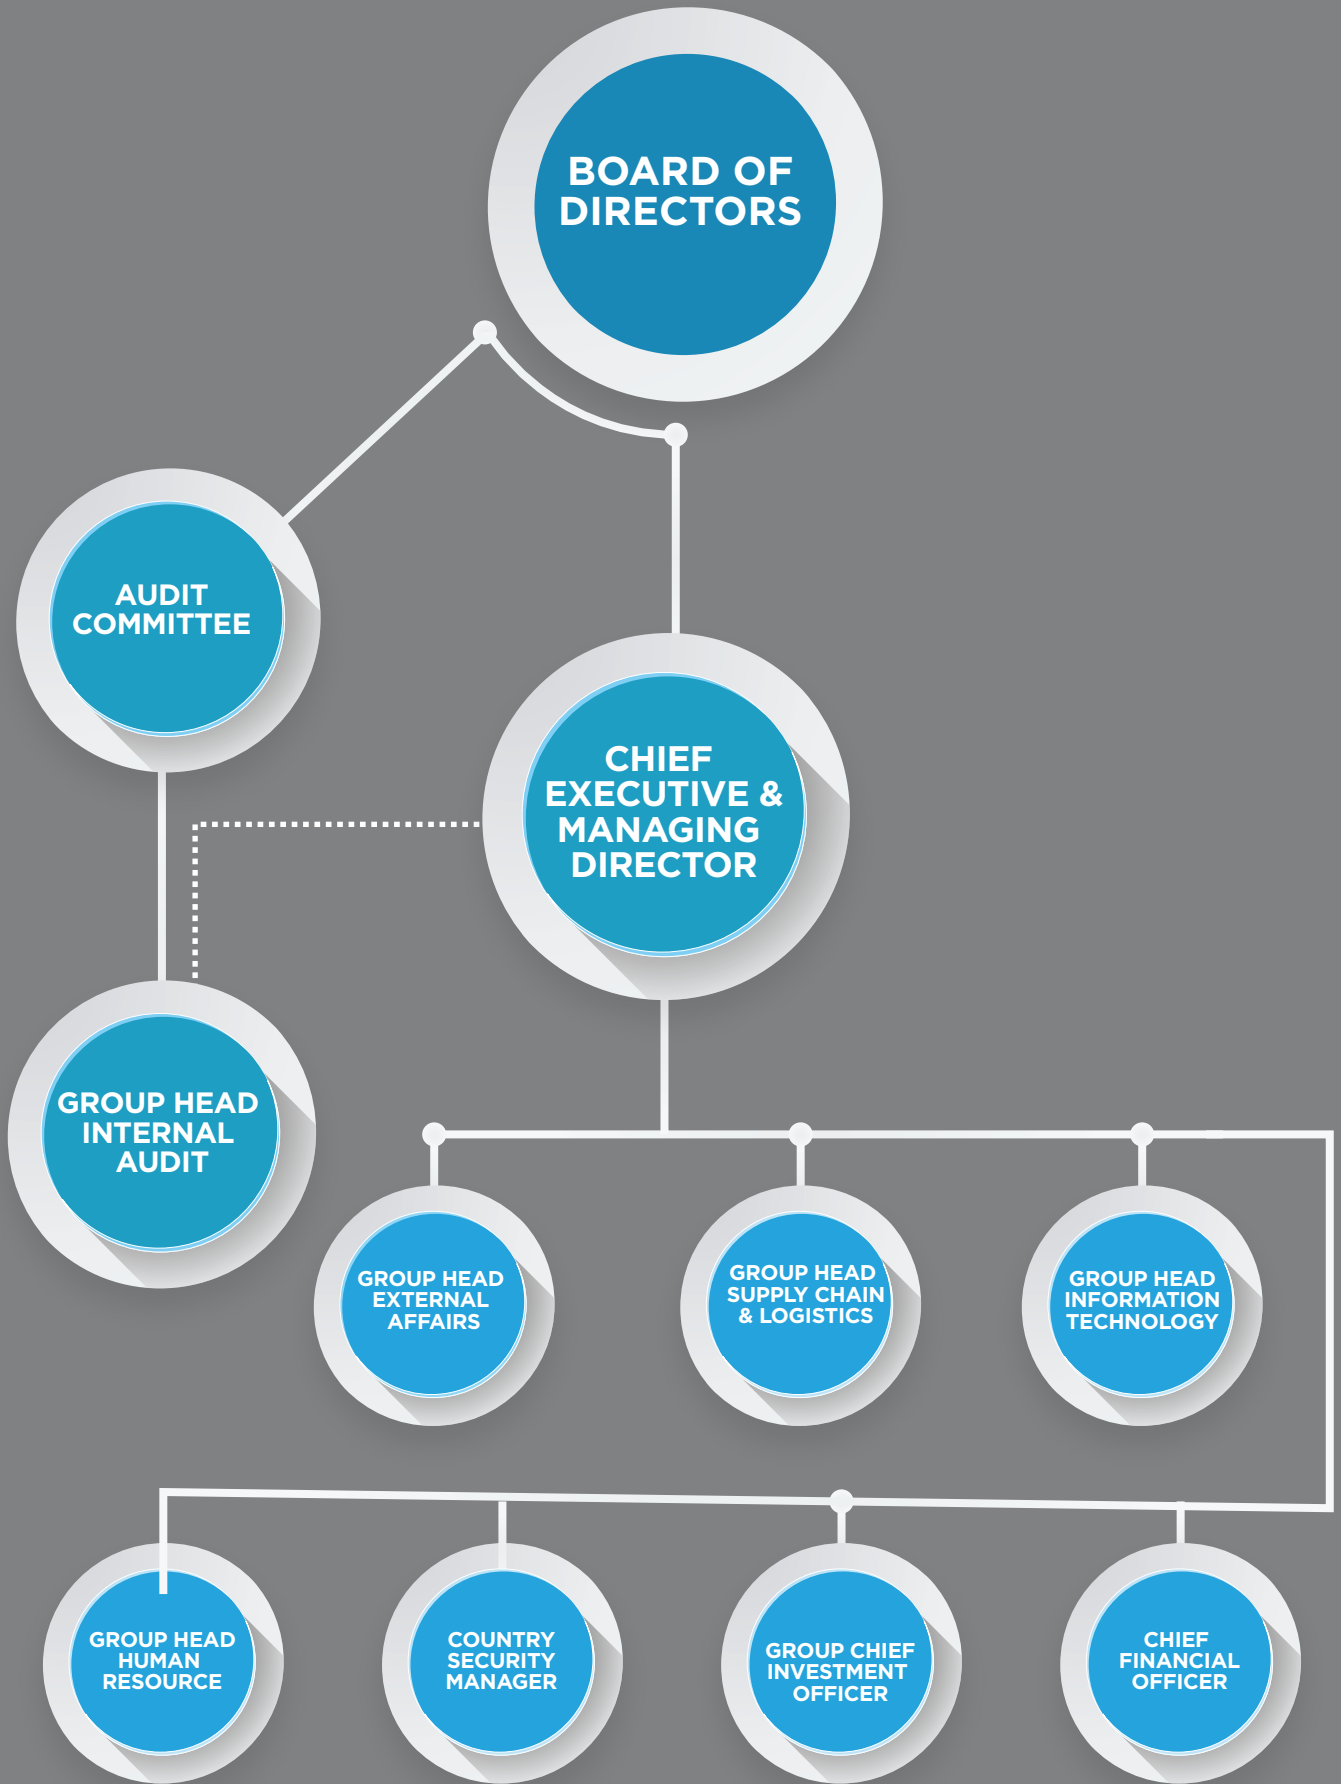 BOARD OF
DIRECTORS
AUDIT
COMMITTEE
CHIEF
EXECUTIVE &
MANAGING
DIRECTOR
GROUP HEAD
INTERNAL
AUDIT
GROUP HEAD
EXTERNAL
AFFAIRS
GROUP HEAD
SUPPLY CHAIN
& LOGISTICS
GROUP HEAD
INFORMATION
TECHNOLOGY
GROUP HEAD
HUMAN
RESOURCE
COUNTRY
SECURITY
MANAGER
GROUP CHIEF
INVESTMENT
OFFICER
CHIEF
FINANCIAL
OFFICER